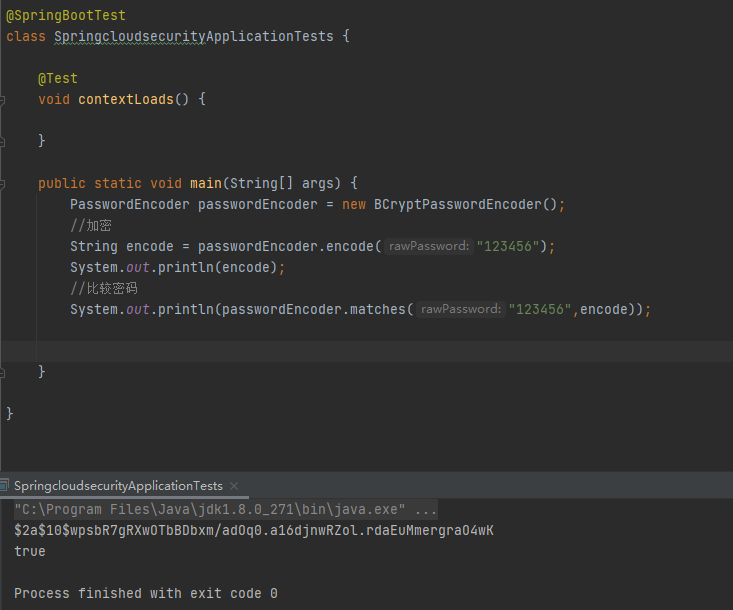 @SpringBootTest
class SpringcloudsecurityApplicationTests {
@Test
void contextLoads() {
}
public static void main(String[] args) {
PasswordEncoder passwordEncoder = new BCryptPasswordEncoder();
//加密
String encode = passwordEncoder.encode( rawPassword: "123456");
System.out.println(encode);
//比较密码
System.out.println(passwordEncoder.matches( rawPassword: "123456",encode));
}
}
SpringcloudsecurityApplicationTests ×
"C:\Program Files\Java\jdk1.8.0_271\bin\java.exe" ...
$2a$10$wpsbR7gRXwOTbBDbxm/adOq0.a16djnwRZol.rdaEuMmergraO4wK
true
Process finished with exit code 0